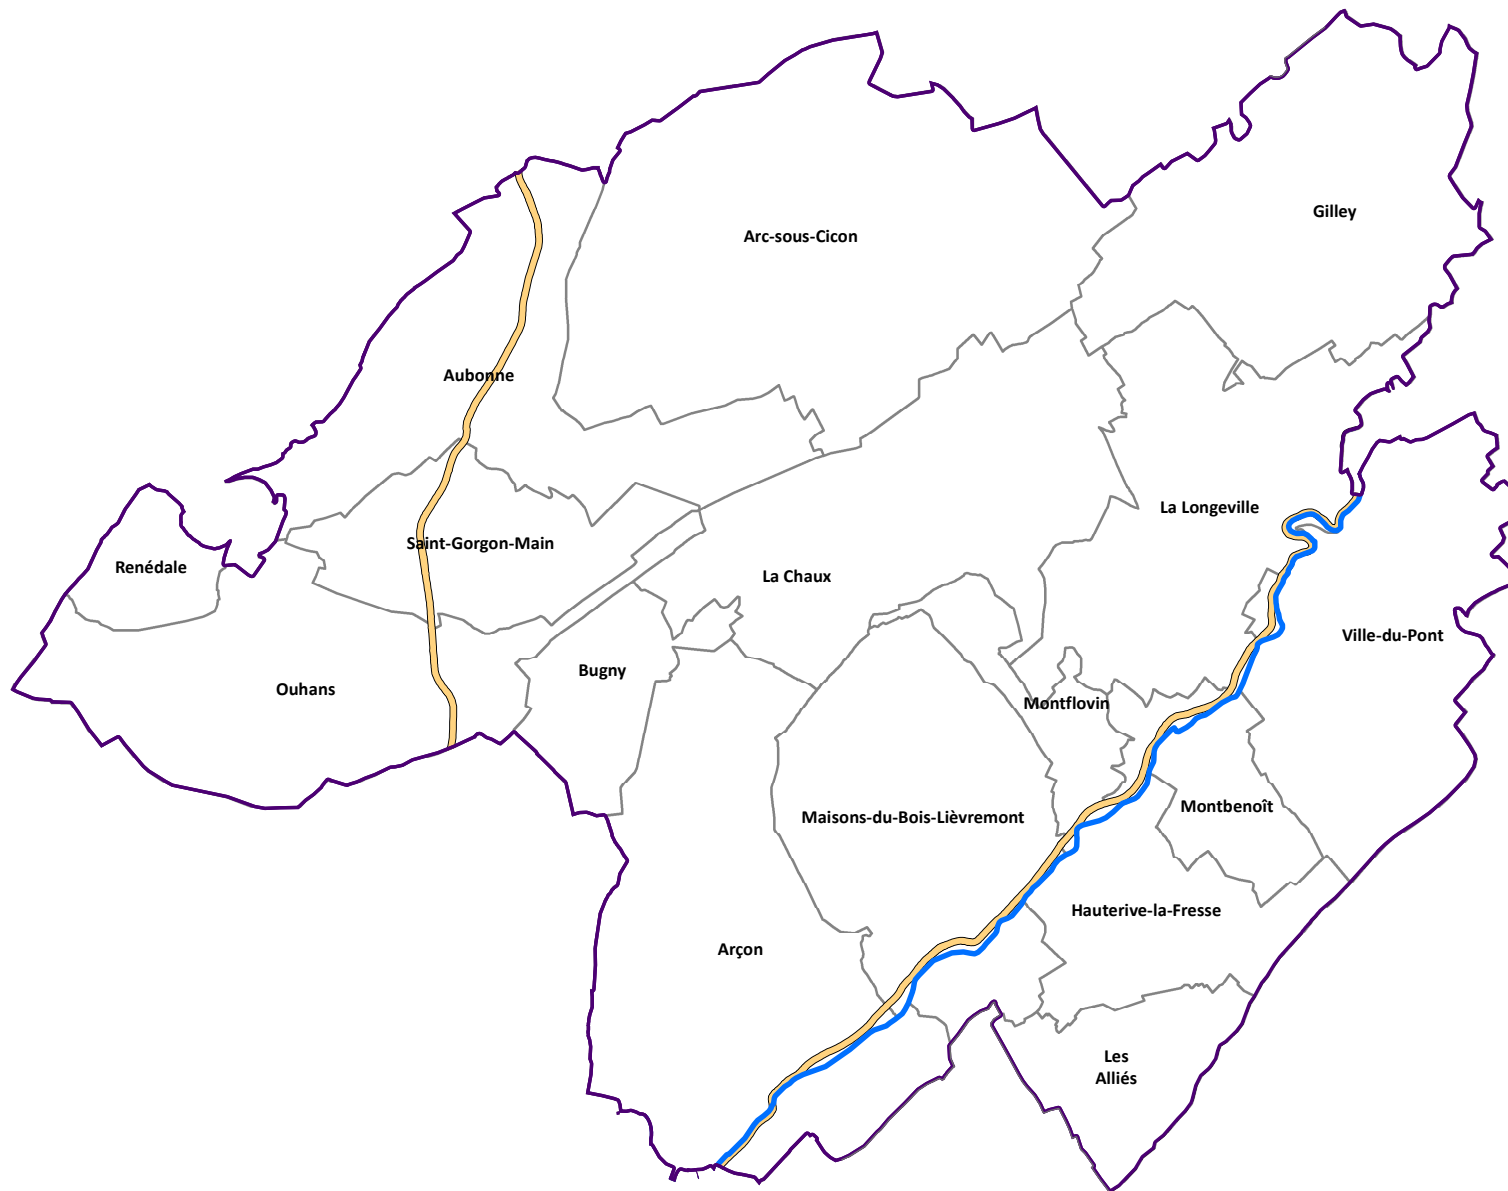 Gilley
Arc-sous-Cicon
Aubonne
La Longeville
Saint-Gorgon-Main
Renédale
La Chaux
Ville-du-Pont
Bugny
Ouhans
Montflovin
Montbenoît
Maisons-du-Bois-Lièvremont
Hauterive-la-Fresse
Arçon
Les
Alliés